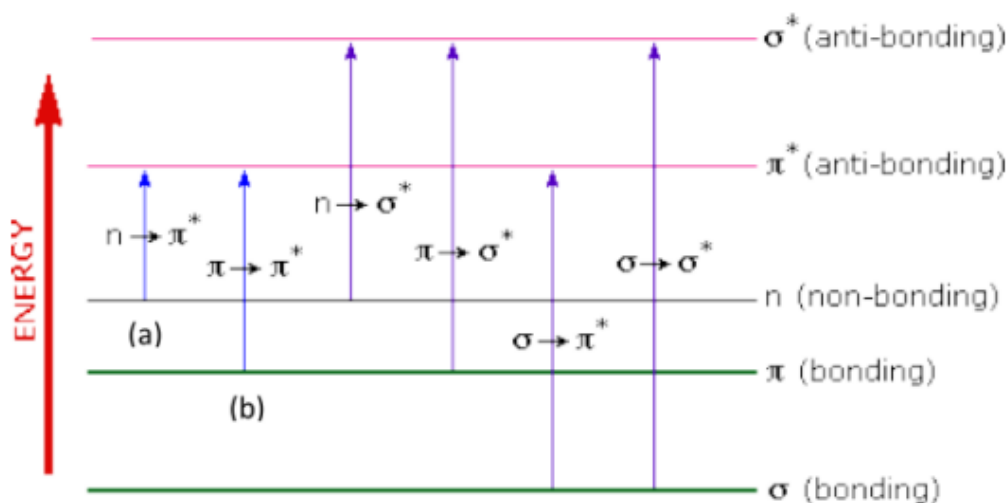 σ* (anti-bonding)
π* (anti-bonding)
n → σ*
n → π*
π → σ*
σ → σ*
π → π*
n (non-bonding)
(a)
σ → π*
π (bonding)
(b)
σ (bonding)
ENERGY